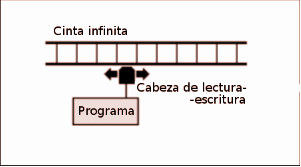 Cinta infinita
Cabeza de lectura-
-escritura
Programa